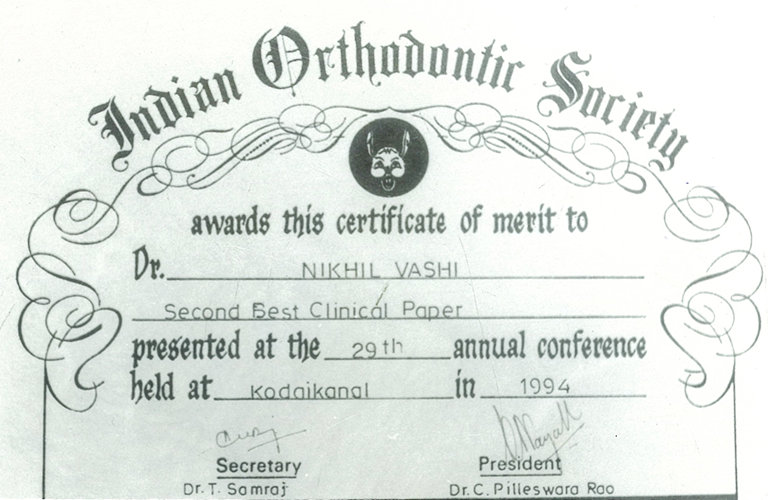 Indian Orthodontic Society
awards this certificate of merit to
Dr. NIKHIL VASHI
Second Best Clinical Paper
presented at the 29th annual conference
held at Kodaikanal in 1994
Secretary President
Dr. T. Samraj Dr. C. Pilleswara Rao